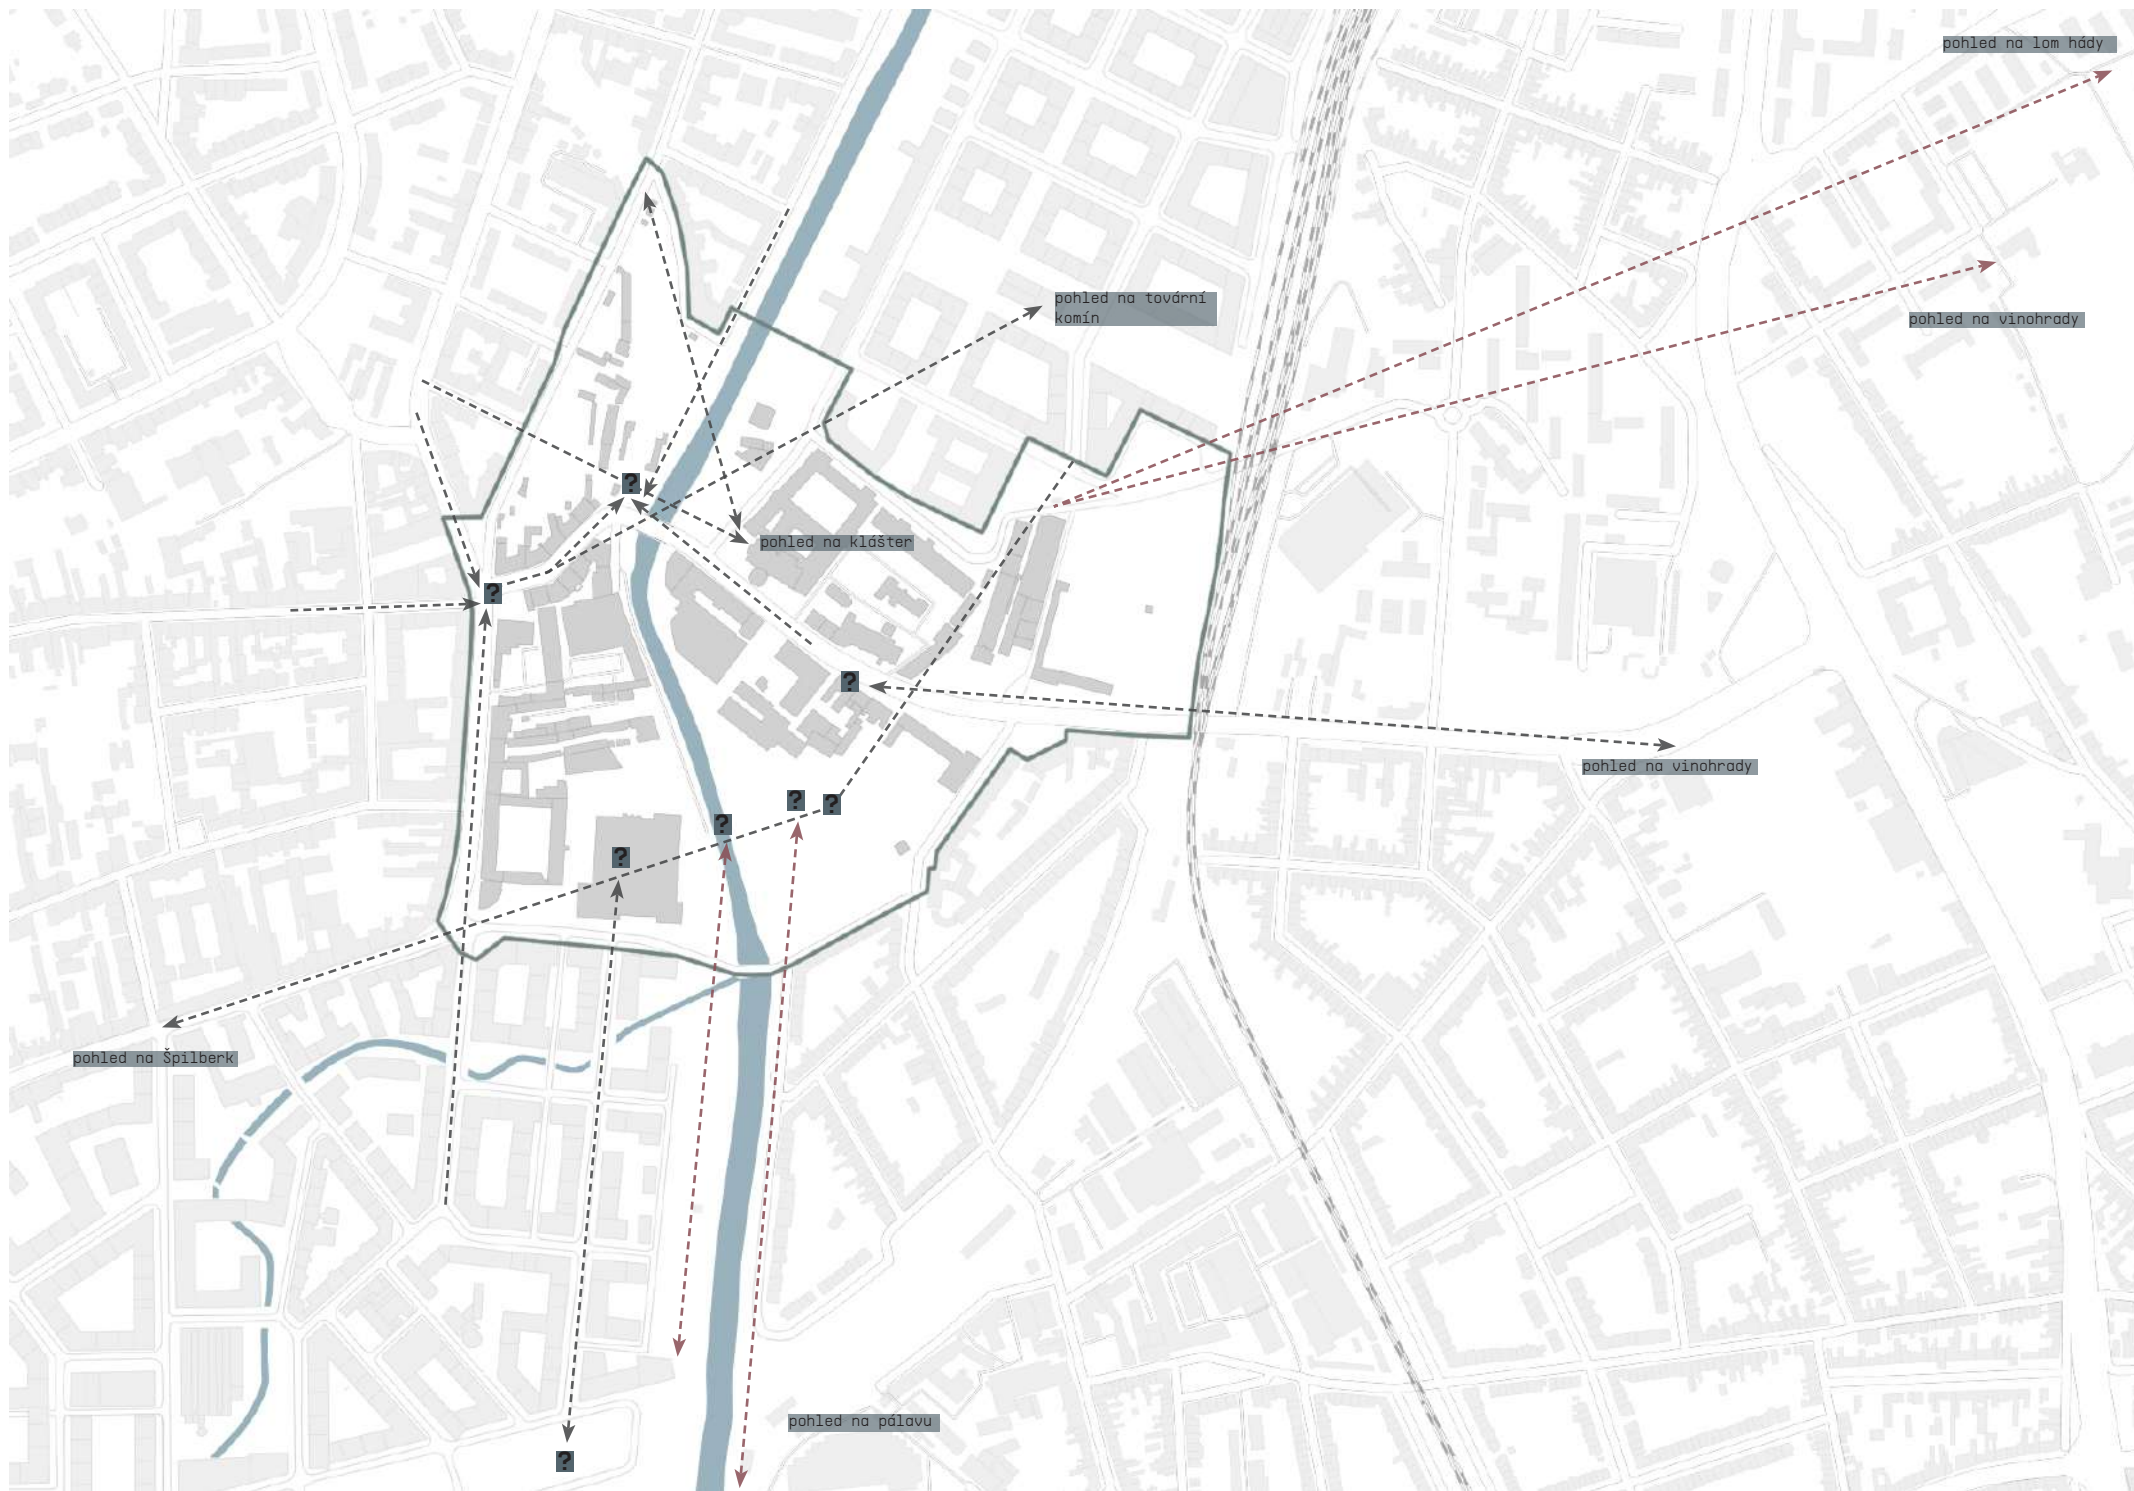 pohled na lom hády
pohled na tovární
komín
pohled na vinohrady
?
pohled na klášter
?
?
pohled na vinohrady
?
?
?
?
pohled na Špilberk
pohled na pálavu
?